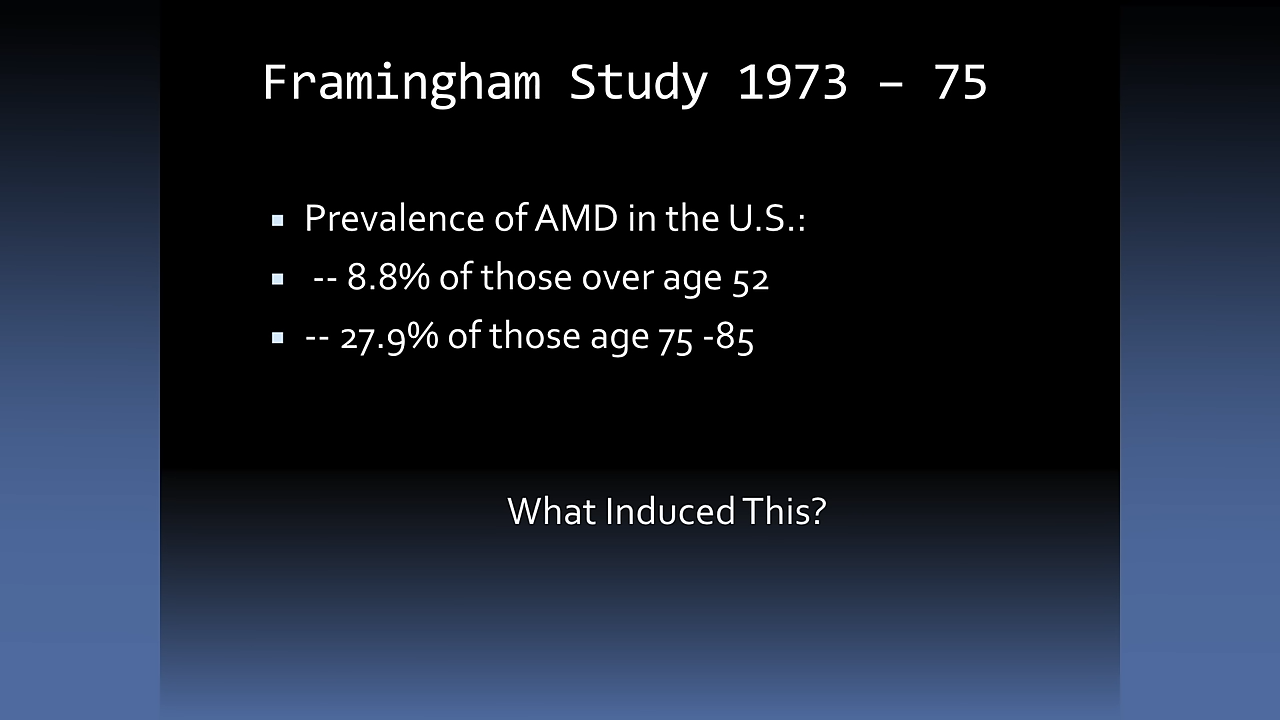 Framingham Study 1973 – 75
▪ Prevalence of AMD in the U.S.:
▪ -- 8.8% of those over age 52
▪ -- 27.9% of those age 75 -85
What Induced This?